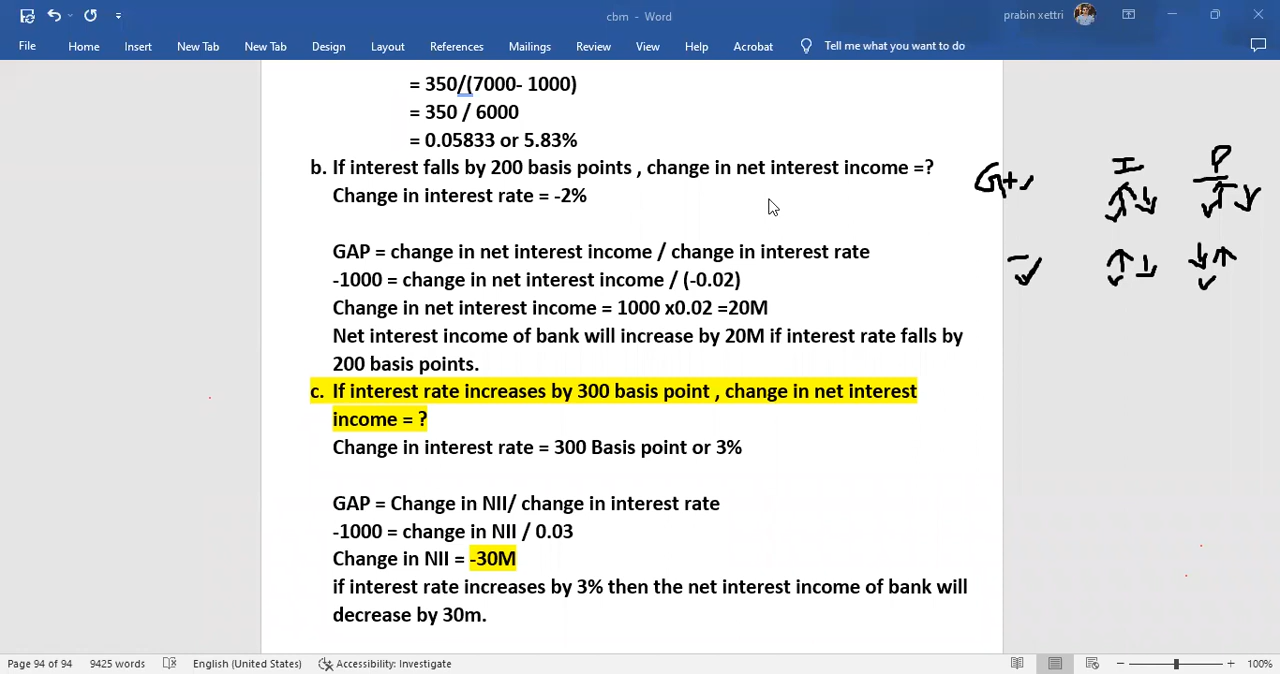 cbm - Word
prabin xettri
File Home Insert New Tab New Tab Design Layout References Mailings Review View Help Acrobat Tell me what you want to do
= 350/(7000- 1000)
= 350 / 6000
= 0.05833 or 5.83%
b. If interest falls by 200 basis points , change in net interest income =?
Change in interest rate = -2%
GAP = change in net interest income / change in interest rate
-1000 = change in net interest income / (-0.02)
Change in net interest income = 1000 x0.02 =20M
Net interest income of bank will increase by 20M if interest rate falls by
200 basis points.
c. If interest rate increases by 300 basis point , change in net interest
income = ?
Change in interest rate = 300 Basis point or 3%
GAP = Change in NII/ change in interest rate
-1000 = change in NII / 0.03
Change in NII = -30M
if interest rate increases by 3% then the net interest income of bank will
decrease by 30m.
G+✓ I P
↑↓ ↑↓
- ✓ ↑↓ ↓↑
Page 94 of 94 9425 words English (United States) Accessibility: Investigate 100%